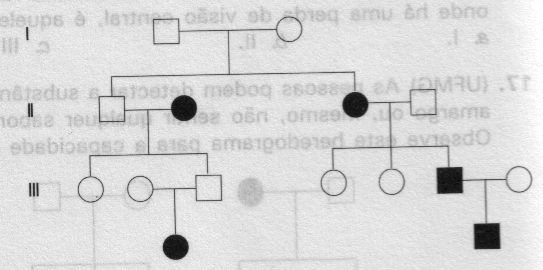 onde há uma perda de visão central, é aquele
a. I. d. II. c. III
I
17. (UFMG) As pessoas podem detectar a substân
II
amargo ou, mesmo, não sentir qualquer sabor
Observe este heredograma para a capacidade
III